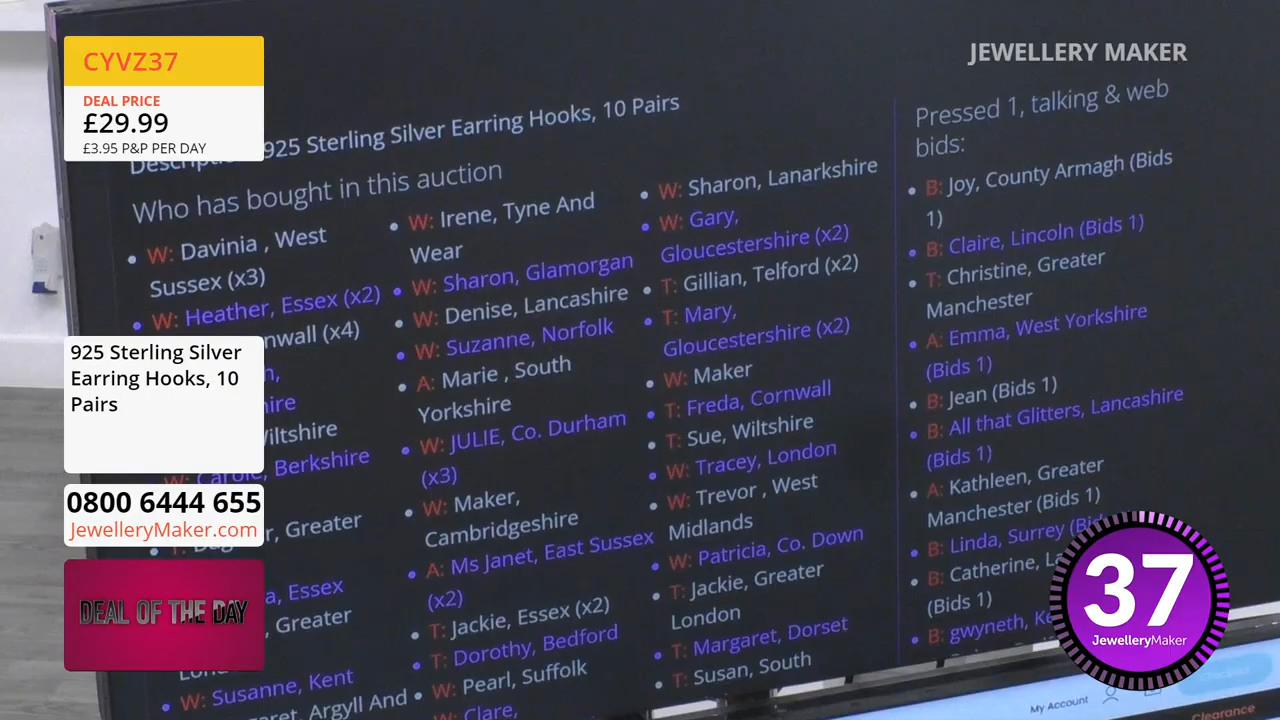 CYVZ37
DEAL PRICE
£29.99
£3.95 P&P PER DAY
925 Sterling Silver
Earring Hooks, 10
Pairs
0800 6444 655
JewelleryMaker.com
DEAL OF THE DAY
JEWELLERY MAKER
925 Sterling Silver Earring Hooks, 10 Pairs
Who has bought in this auction
W: Davinia , West
Sussex (x3)
W: Heather, Essex (x2)
(x4)
Berkshire
Greater
Essex
, Greater
W: Susanne, Kent
Argyll And
W: Irene, Tyne And
Wear
W: Sharon, Glamorgan
W: Denise, Lancashire
W: Suzanne, Norfolk
A: Marie , South
Yorkshire
W: JULIE, Co. Durham
(x3)
W: Maker,
Cambridgeshire
A: Ms Janet, East Sussex
(x2)
T: Jackie, Essex (x2)
T: Dorothy, Bedford
W: Pearl, Suffolk
W: Clare,
W: Sharon, Lanarkshire
W: Gary,
Gloucestershire (x2)
T: Gillian, Telford (x2)
T: Mary,
Gloucestershire (x2)
W: Maker
T: Freda, Cornwall
T: Sue, Wiltshire
W: Tracey, London
W: Trevor , West
Midlands
W: Patricia, Co. Down
T: Jackie, Greater
London
T: Margaret, Dorset
T: Susan, South
Pressed 1, talking & web
bids:
B: Joy, County Armagh (Bids
1)
B: Claire, Lincoln (Bids 1)
T: Christine, Greater
Manchester
A: Emma, West Yorkshire
(Bids 1)
B: Jean (Bids 1)
B: All that Glitters, Lancashire
(Bids 1)
A: Kathleen, Greater
Manchester (Bids 1)
B: Linda, Surrey
B: Catherine,
(Bids 1)
B: gwyneth,
37
JewelleryMaker
My Account
Clearance